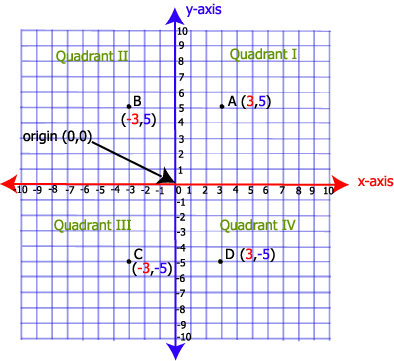 y-axis
10
Quadrant II
9
Quadrant I
8
7
6
B
5
A (3,5)
(-3,5)
4
origin (0,0)
3
2
1
x-axis
10 -9 -8 -7 -6 -5 -4 -3 -2 -1 0 1 2 3 4 5 6 7 8 9 10
-1
-2
Quadrant III
Quadrant IV
-3
-4
C
D (3,-5)
(-3,-5)
-5
-6
-7
-8
-9
-10